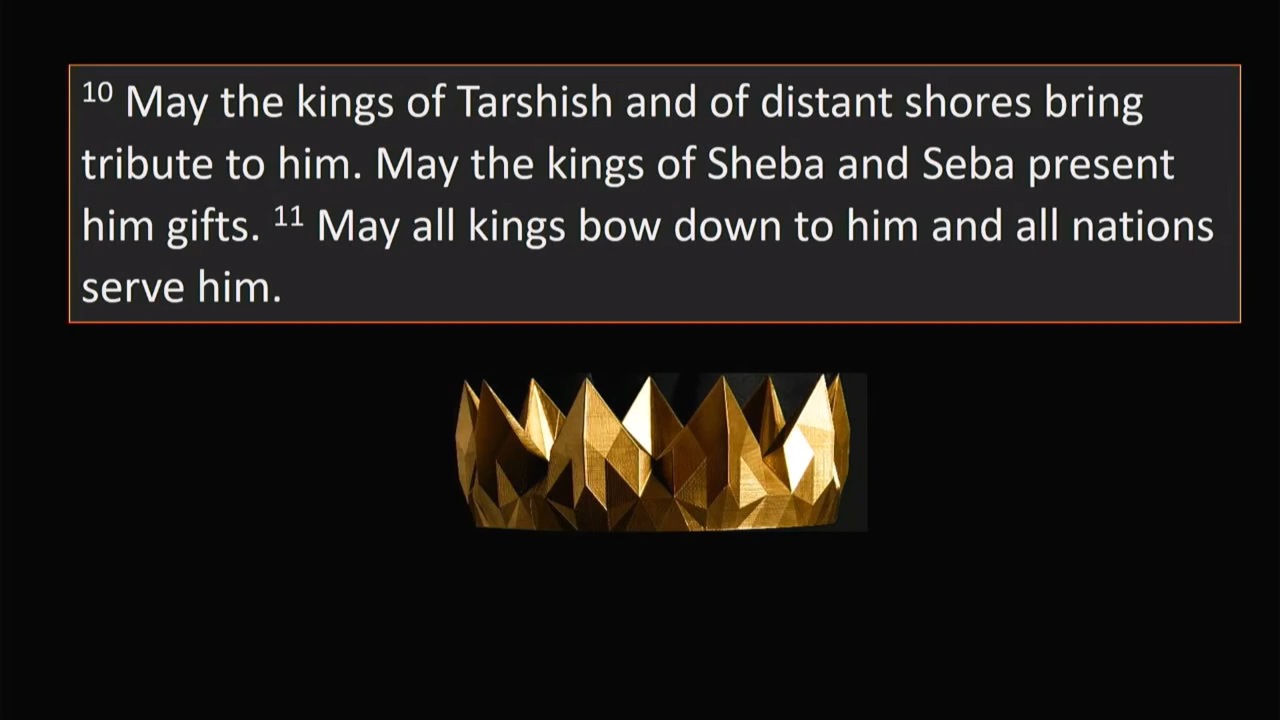 ¹⁰ May the kings of Tarshish and of distant shores bring
tribute to him. May the kings of Sheba and Seba present
him gifts. ¹¹ May all kings bow down to him and all nations
serve him.